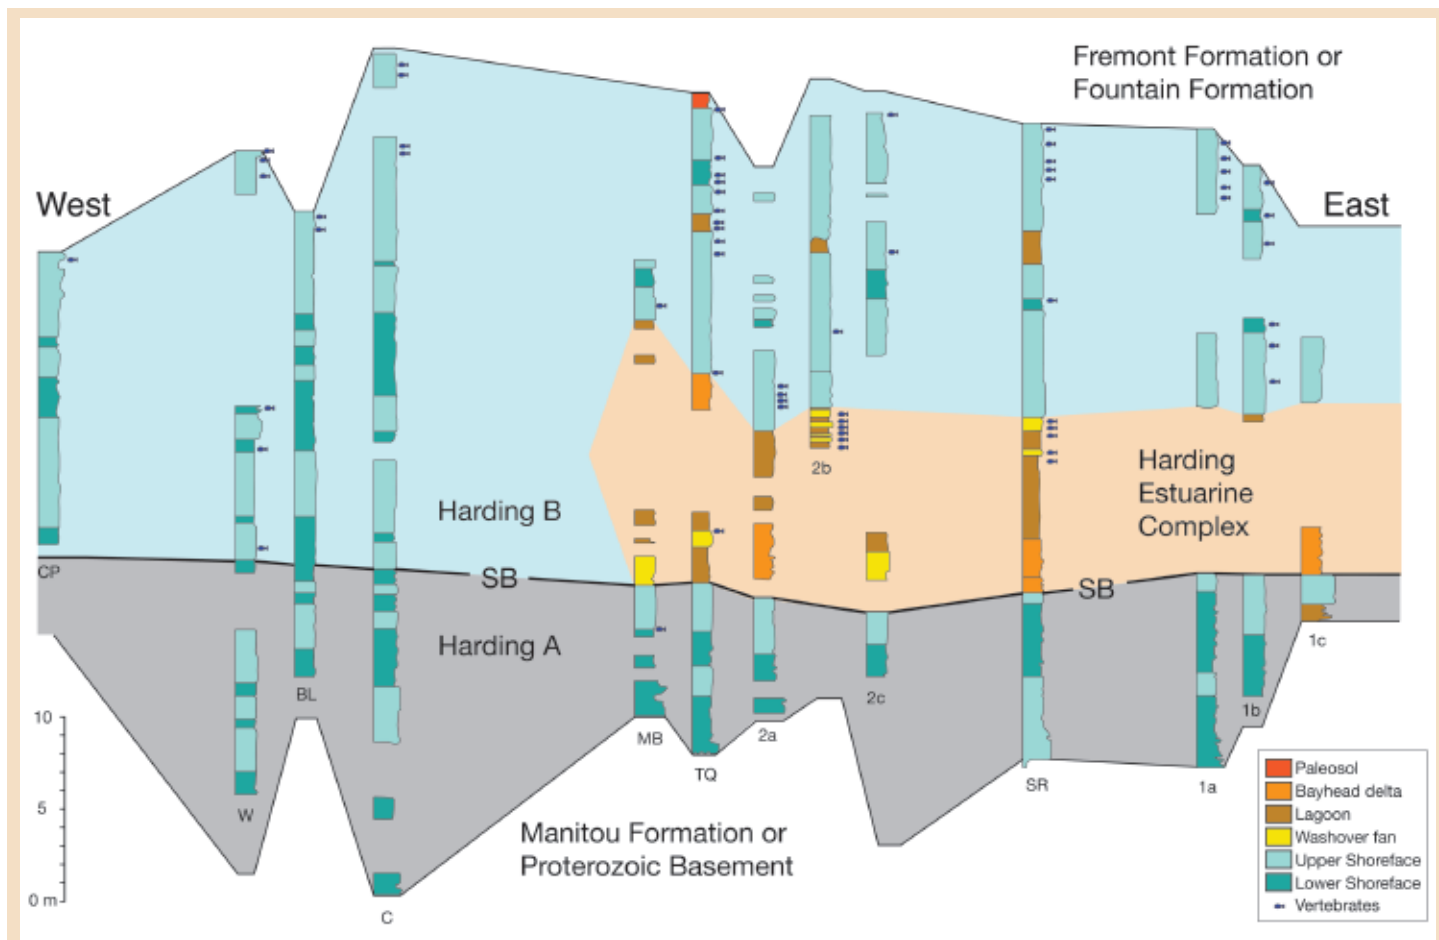 Fremont Formation or
Fountain Formation
West
East
2b
Harding B
Harding
Estuarine
Complex
CP
SB
SB
Harding A
1c
BL
2c
1b
MB
2a
TQ
SR
1a
W
C
10
5
0 m
Manitou Formation or
Proterozoic Basement
Paleosol
Bayhead delta
Lagoon
Washover fan
Upper Shoreface
Lower Shoreface
Vertebrates